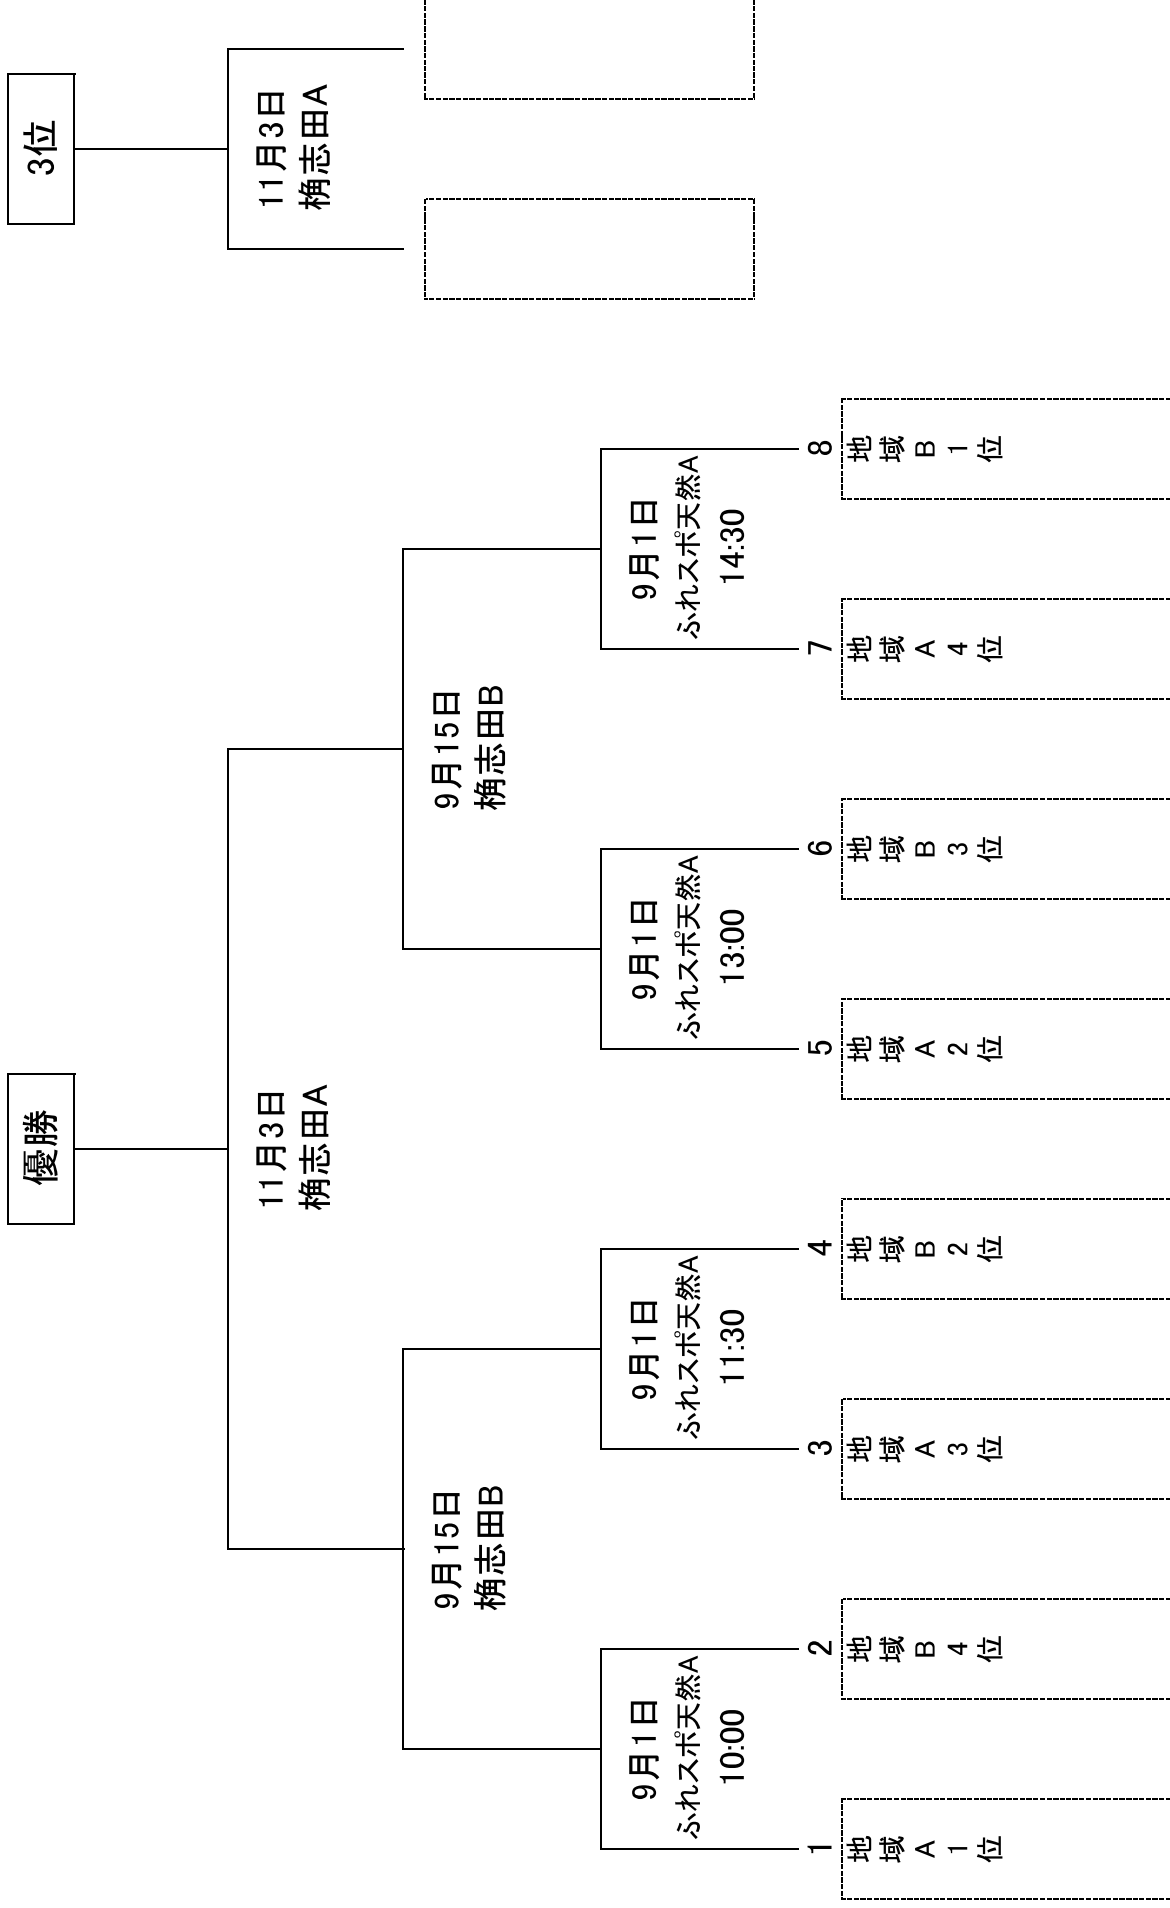 優勝
3位
11月3日
桷志田A
11月3日
桷志田A
9月15日
桷志田B
9月15日
桷志田B
9月1日
ふれスポ天然A
10:00
9月1日
ふれスポ天然A
11:30
9月1日
ふれスポ天然A
13:00
9月1日
ふれスポ天然A
14:30
1
2
3
4
5
6
7
8
地域A1位
地域B4位
地域A3位
地域B2位
地域A2位
地域B3位
地域A4位
地域B1位